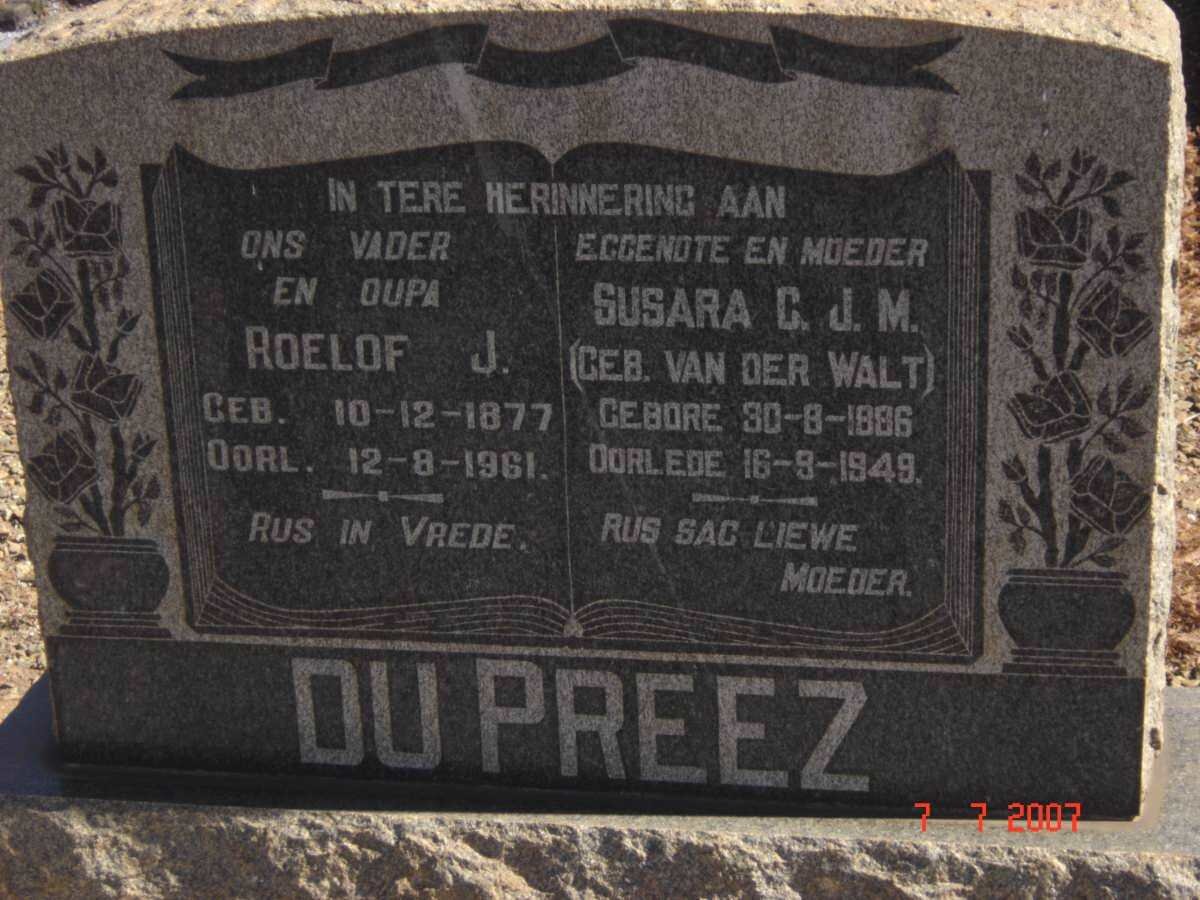 IN TERE HERINNERING AAN
ONS VADER
EN OUPA
ROELOF J.
GEB. 10-12-1877
OORL. 12-8-1961.
RUS IN VREDE.
EGGENOTE EN MOEDER
SUSARA C. J. M.
(GEB. VAN DER WALT)
GEBORE 30-8-1886
OORLEDE 16-9-1949.
RUS SAG LIEWE
MOEDER.
DU PREEZ
7 7 2007